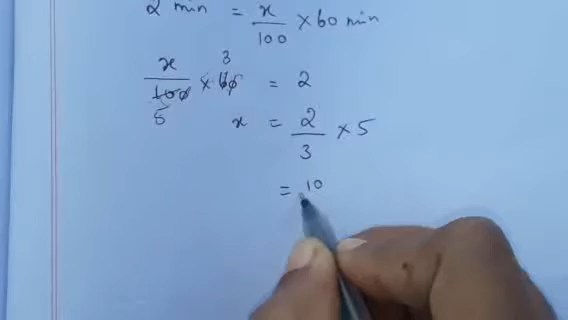 2 min = x/100 × 60 min
x/100 5 × 60 3 = 2
x = 2/3 × 5
= 10